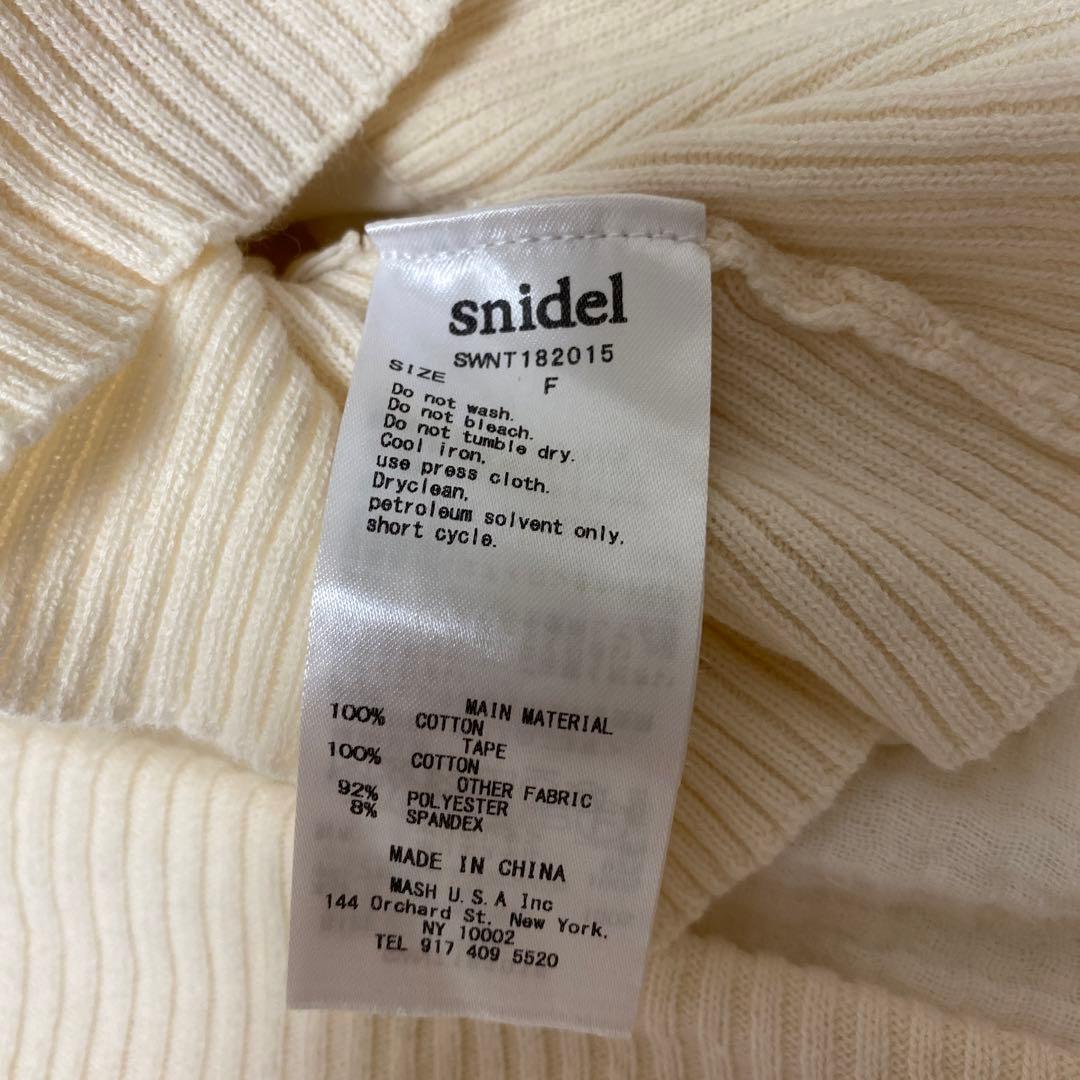 snidel
SWNT182015
SIZE F
Do not wash.
Do not bleach.
Do not tumble dry.
Cool iron,
use press cloth.
Dryclean,
petroleum solvent only,
short cycle.
MAIN MATERIAL
100% COTTON
TAPE
100% COTTON
OTHER FABRIC
92% POLYESTER
8% SPANDEX
MADE IN CHINA
MASH U.S.A Inc
144 Orchard St. New York,
NY 10002
TEL 917 409 5520